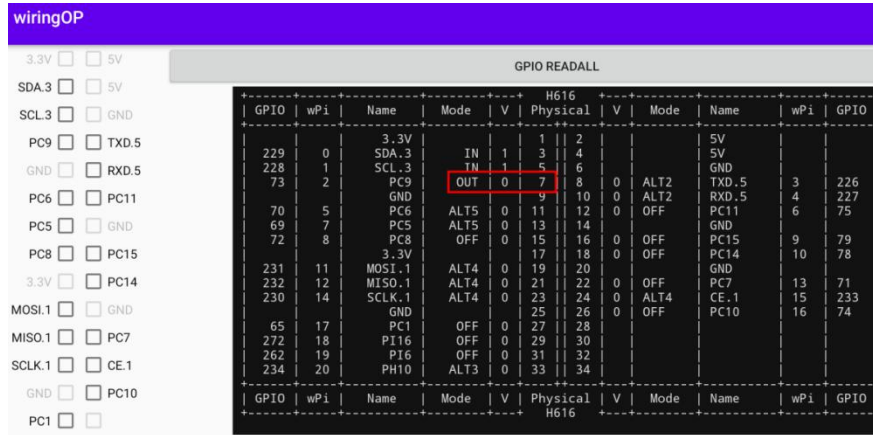 wiringOP
3.3V 5V
SDA.3 5V
SCL.3 GND
PC9 TXD.5
GND RXD.5
PC6 PC11
PC5 GND
PC8 PC15
3.3V PC14
MOSI.1 GND
MISO.1 PC7
SCLK.1 CE.1
GND PC10
PC1
GPIO READALL
+------+-----+----------+--------+---+ H616 +---+--------+----------+-----+------+
| GPIO | wPi | Name | Mode | V | Physical | V | Mode | Name | wPi | GPIO
+------+-----+----------+--------+---+----++----+---+--------+----------+-----+------+
| | | 3.3V | | | 1 || 2 | | | 5V | |
| 229 | 0 | SDA.3 | IN | 1 | 3 || 4 | | | 5V | |
| 228 | 1 | SCL.3 | IN | 1 | 5 || 6 | | | GND | |
| 73 | 2 | PC9 | OUT | 0 | 7 || 8 | 0 | ALT2 | TXD.5 | 3 | 226
| | | GND | | | 9 || 10 | 0 | ALT2 | RXD.5 | 4 | 227
| 70 | 5 | PC6 | ALT5 | 0 | 11 || 12 | 0 | OFF | PC11 | 6 | 75
| 69 | 7 | PC5 | ALT5 | 0 | 13 || 14 | | | GND | |
| 72 | 8 | PC8 | OFF | 0 | 15 || 16 | 0 | OFF | PC15 | 9 | 79
| | | 3.3V | | | 17 || 18 | 0 | OFF | PC14 | 10 | 78
| 231 | 11 | MOSI.1 | ALT4 | 0 | 19 || 20 | | | GND | |
| 232 | 12 | MISO.1 | ALT4 | 0 | 21 || 22 | 0 | OFF | PC7 | 13 | 71
| 230 | 14 | SCLK.1 | ALT4 | 0 | 23 || 24 | 0 | ALT4 | CE.1 | 15 | 233
| | | GND | | | 25 || 26 | 0 | OFF | PC10 | 16 | 74
| 65 | 17 | PC1 | OFF | 0 | 27 || 28 | | | | |
| 272 | 18 | PI16 | OFF | 0 | 29 || 30 | | | | |
| 262 | 19 | PI6 | OFF | 0 | 31 || 32 | | | | |
| 234 | 20 | PH10 | ALT3 | 0 | 33 || 34 | | | | |
+------+-----+----------+--------+---+----++----+---+--------+----------+-----+------+
| GPIO | wPi | Name | Mode | V | Physical | V | Mode | Name | wPi | GPIO
+------+-----+----------+--------+---+ H616 +---+--------+----------+-----+------+